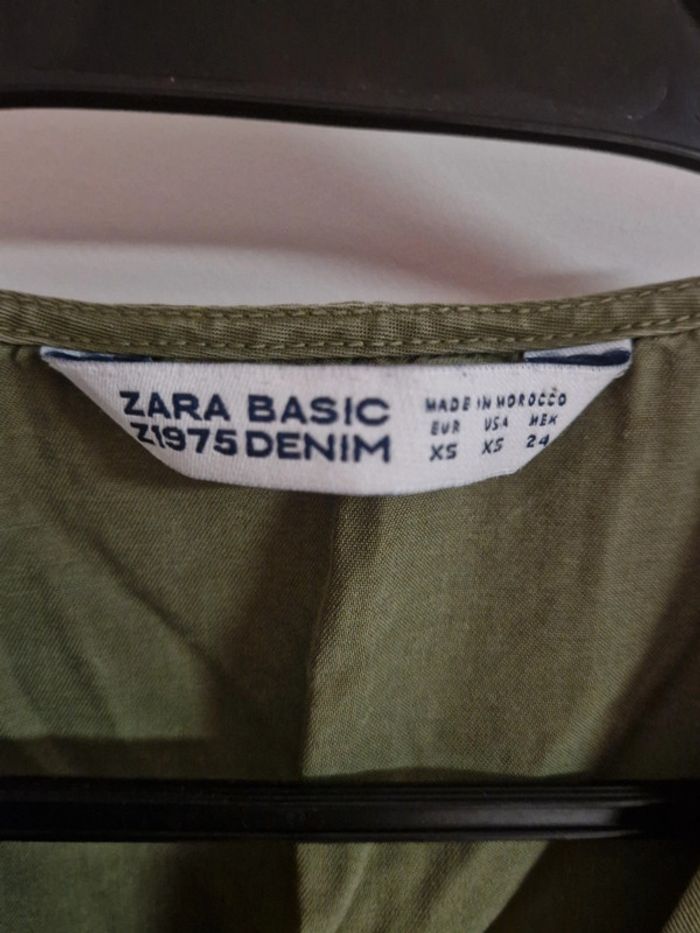 ZARA BASIC
Z1975 DENIM
MADE IN MOROCCO
EUR USA MEX
XS XS 24